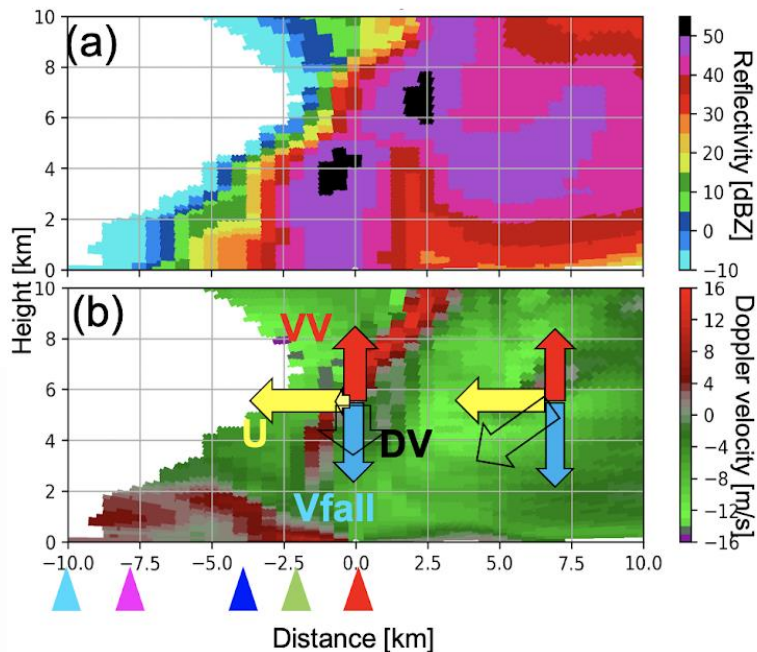 (a)
10
8
6
4
2
0
50
40
30
20
10
0
−10
Reflectivity [dBZ]
Height [km]
(b)
10
8
6
4
2
0
VV
U
DV
Vfall
16
12
8
4
−0
−4
−8
−12
−16
Doppler velocity [m/s]
−10.0 −7.5 −5.0 −2.5 0.0 2.5 5.0 7.5 10.0
Distance [km]